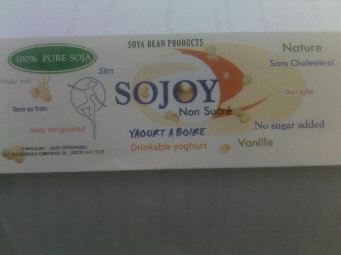 SOYA BEAN PRODUCTS
100% PURE SOJA
Nature
Sans Cholestérol
Slim
Shake well
SOJOY
®
Non Sucré
Tenir au frais
Keep refrigerated
No sugar added
YAOURT A BOIRE
Drinkable yoghurt
Vanille